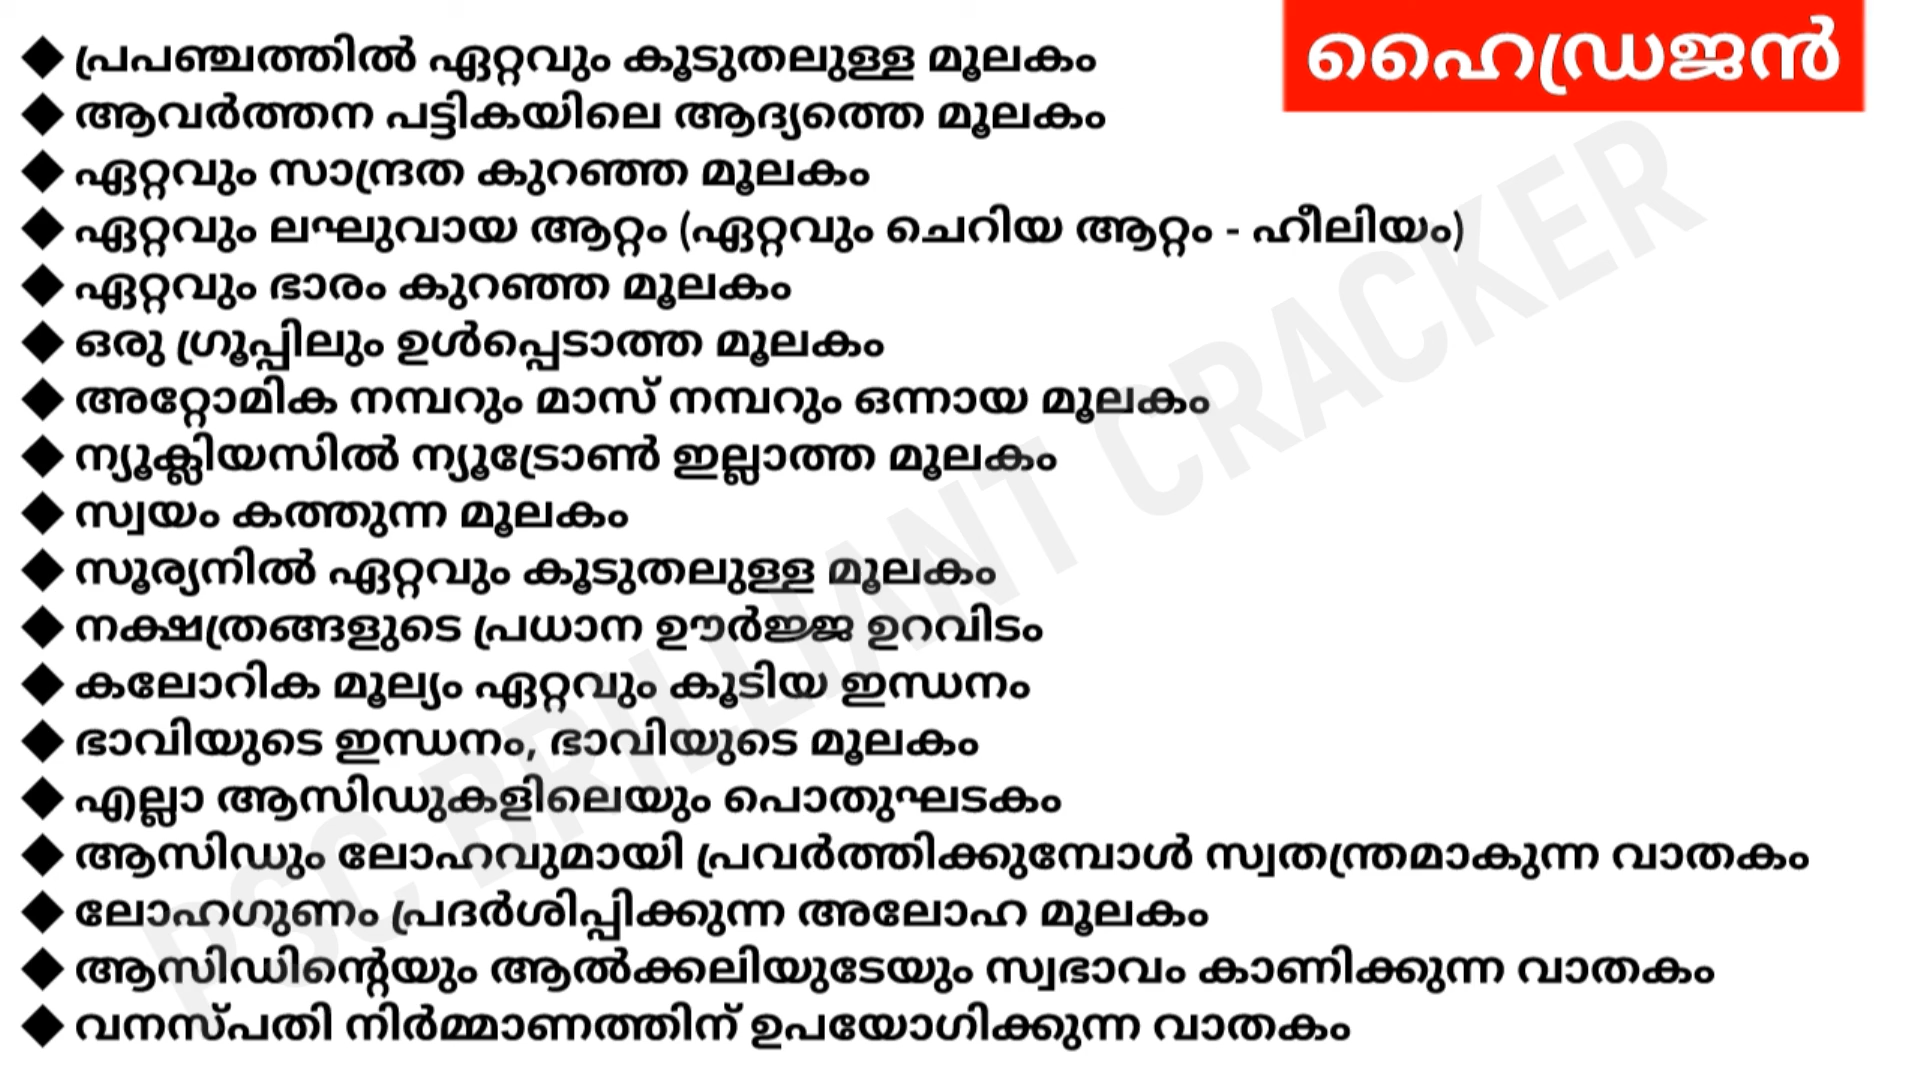 ഹൈഡ്രജൻ
◆ പ്രപഞ്ചത്തിൽ ഏറ്റവും കൂടുതലുള്ള മൂലകം
◆ ആവർത്തന പട്ടികയിലെ ആദ്യത്തെ മൂലകം
◆ ഏറ്റവും സാന്ദ്രത കുറഞ്ഞ മൂലകം
◆ ഏറ്റവും ലഘുവായ ആറ്റം (ഏറ്റവും ചെറിയ ആറ്റം - ഹീലിയം)
◆ ഏറ്റവും ഭാരം കുറഞ്ഞ മൂലകം
◆ ഒരു ഗ്രൂപ്പിലും ഉൾപ്പെടാത്ത മൂലകം
◆ അറ്റോമിക നമ്പറും മാസ് നമ്പറും ഒന്നായ മൂലകം
◆ ന്യൂക്ലിയസിൽ ന്യൂട്രോൺ ഇല്ലാത്ത മൂലകം
◆ സ്വയം കത്തുന്ന മൂലകം
◆ സൂര്യനിൽ ഏറ്റവും കൂടുതലുള്ള മൂലകം
◆ നക്ഷത്രങ്ങളുടെ പ്രധാന ഊർജ്ജ ഉറവിടം
◆ കലോറിക മൂല്യം ഏറ്റവും കൂടിയ ഇന്ധനം
◆ ഭാവിയുടെ ഇന്ധനം, ഭാവിയുടെ മൂലകം
◆ എല്ലാ ആസിഡുകളിലെയും പൊതുഘടകം
◆ ആസിഡും ലോഹവുമായി പ്രവർത്തിക്കുമ്പോൾ സ്വതന്ത്രമാകുന്ന വാതകം
◆ ലോഹഗുണം പ്രദർശിപ്പിക്കുന്ന അലോഹ മൂലകം
◆ ആസിഡിന്റെയും ആൽക്കലിയുടേയും സ്വഭാവം കാണിക്കുന്ന വാതകം
◆ വനസ്പതി നിർമ്മാണത്തിന് ഉപയോഗിക്കുന്ന വാതകം
PSC BRILLIANT CRACKER